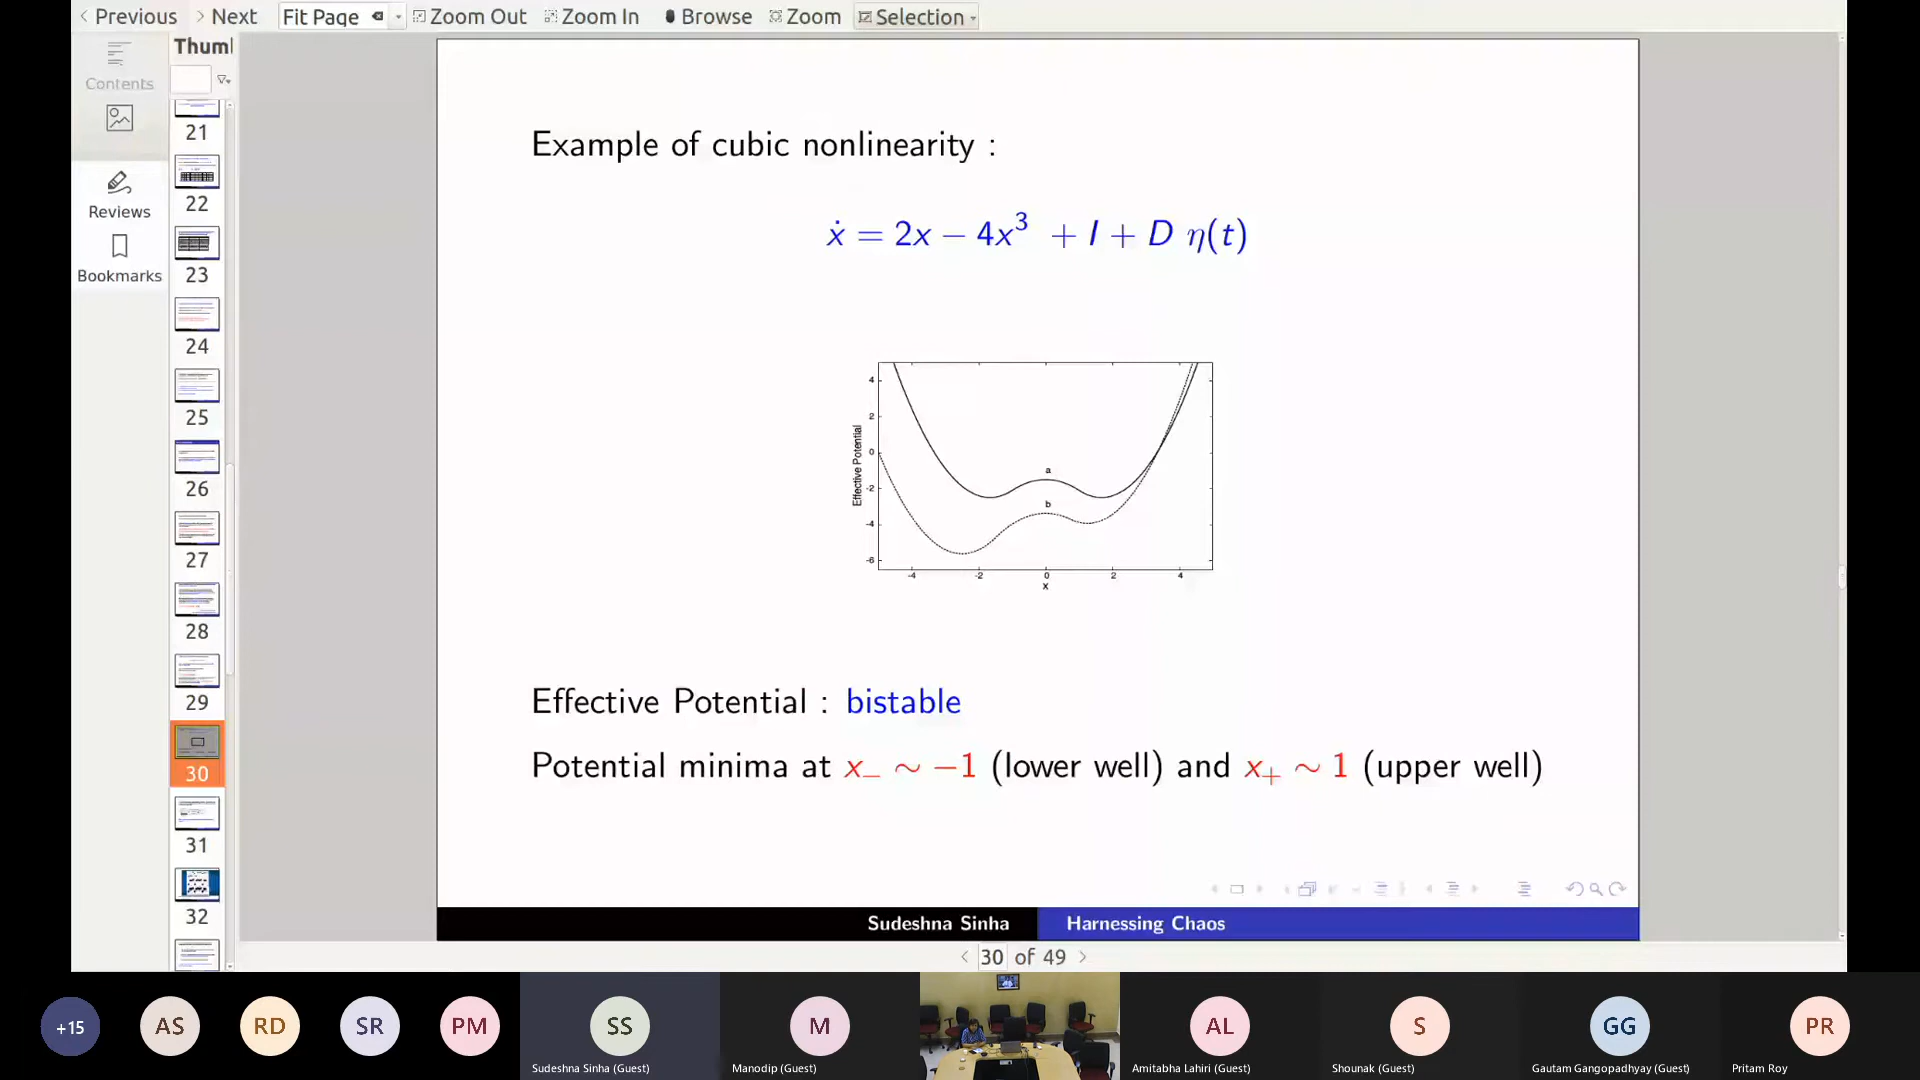 Previous Next Fit Page Zoom Out Zoom In Browse Zoom Selection
Contents
Reviews
Bookmarks
Thuml
21
22
23
24
25
26
27
28
29
30
31
32
Example of cubic nonlinearity :
ẋ = 2x − 4x³ + I + D η(t)
Effective Potential
4
2
0
-2
-4
-6
a
b
-4 -2 0 2 4
x
Effective Potential : bistable
Potential minima at x₋ ∼ −1 (lower well) and x₊ ∼ 1 (upper well)
Sudeshna Sinha Harnessing Chaos
30 of 49
+15 AS RD SR PM SS M AL S GG PR
Sudeshna Sinha (Guest) Manodip (Guest) Amitabha Lahiri (Guest) Shounak (Guest) Gautam Gangopadhyay (Guest) Pritam Roy